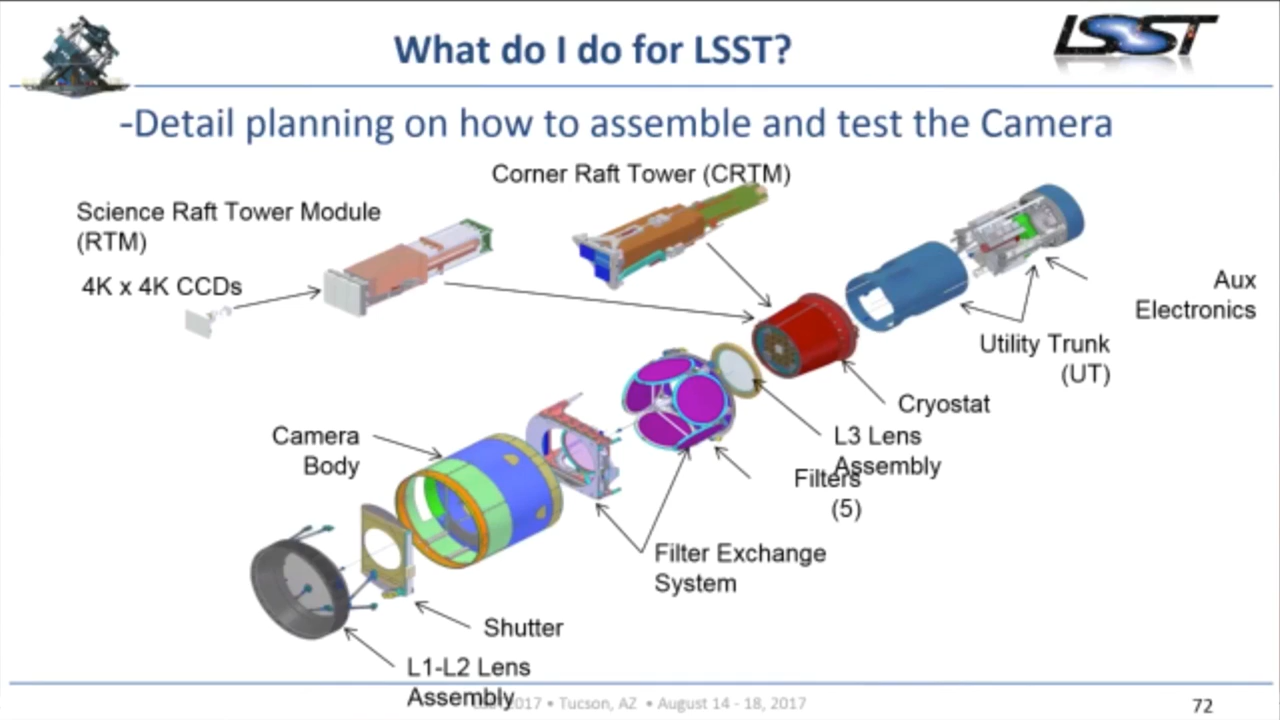 What do I do for LSST?
LSST
-Detail planning on how to assemble and test the Camera
Corner Raft Tower (CRTM)
Science Raft Tower Module
(RTM)
4K x 4K CCDs
Aux
Electronics
Utility Trunk
(UT)
Cryostat
L3 Lens
Assembly
Filters
(5)
Camera
Body
Filter Exchange
System
Shutter
L1-L2 Lens
Assembly
2017 • Tucson, AZ • August 14 - 18, 2017
72